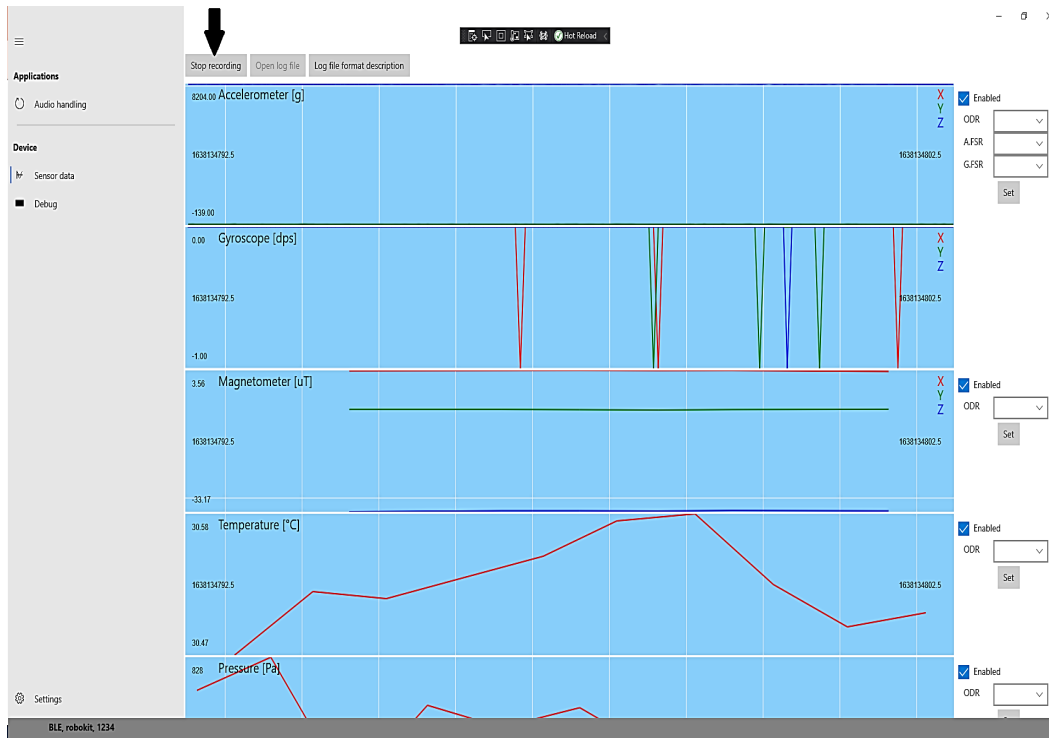 Hot Reload
Stop recording Open log file Log file format description
Applications
Audio handling
Device
Sensor data
Debug
8204.00 Accelerometer [g] X
Y
Z
1638134792.5 1638134802.5
-139.00
Enabled
ODR
A.FSR
G.FSR
Set
0.00 Gyroscope [dps] X
Y
Z
1638134792.5 1638134802.5
-1.00
3.56 Magnetometer [uT] X
Y
Z
1638134792.5 1638134802.5
-33.17
Enabled
ODR
Set
30.58 Temperature [°C]
1638134792.5 1638134802.5
30.47
Enabled
ODR
Set
828 Pressure [Pa]
Enabled
ODR
Settings
BLE, robokit, 1234